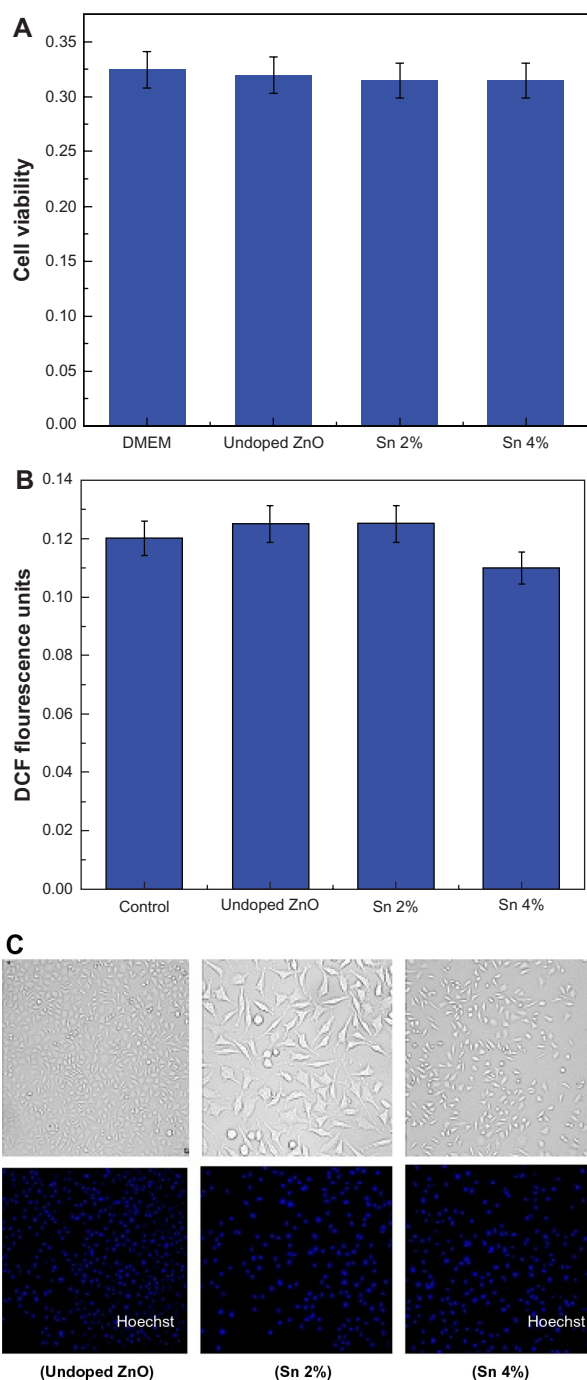 A
Cell viability
0.35
0.30
0.25
0.20
0.15
0.10
0.05
0.00
DMEM Undoped ZnO Sn 2% Sn 4%
B
DCF flourescence units
0.14
0.12
0.10
0.08
0.06
0.04
0.02
0.00
Control Undoped ZnO Sn 2% Sn 4%
C
Hoechst Hoechst
(Undoped ZnO) (Sn 2%) (Sn 4%)